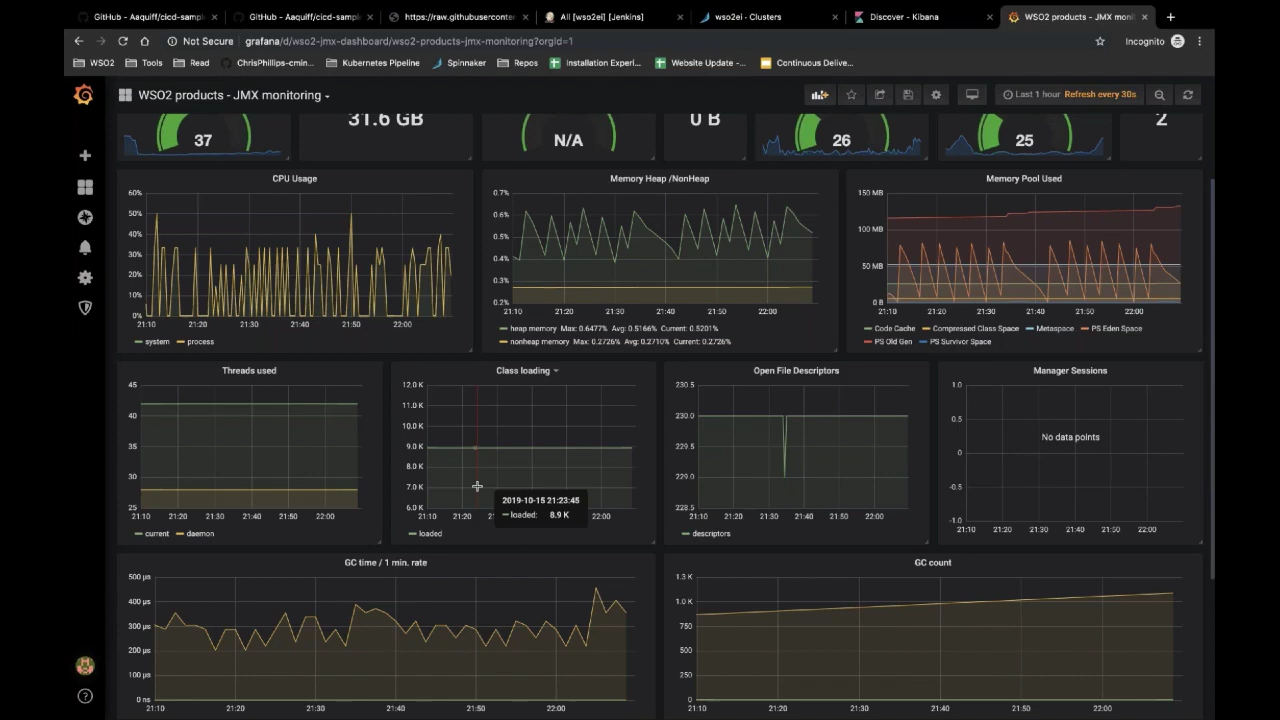 GitHub - Aaquiff/cicd-sampl
GitHub - Aaquiff/cicd-sampl
https://raw.githubuserconten
All [wso2ei] [Jenkins]
wso2ei · Clusters
Discover - Kibana
WSO2 products - JMX moni
Not Secure
grafana/d/wso2-jmx-dashboard/wso2-products-jmx-monitoring?orgId=1
Incognito
WSO2
Tools
Read
ChrisPhillips-cmin...
Kubernetes Pipeline
Spinnaker
Repos
Installation Experi...
Website Update -...
Continuous Delive...
WSO2 products - JMX monitoring
Last 1 hour Refresh every 30s
37
31.6 GB
N/A
0 B
26
25
2
CPU Usage
60%
50%
40%
30%
20%
10%
0%
21:10 21:20 21:30 21:40 21:50 22:00
system process
Memory Heap /NonHeap
0.7%
0.6%
0.5%
0.4%
0.3%
0.2%
21:10 21:20 21:30 21:40 21:50 22:00
heap memory Max: 0.6477% Avg: 0.5166% Current: 0.5201%
nonheap memory Max: 0.2726% Avg: 0.2710% Current: 0.2726%
Memory Pool Used
150 MB
100 MB
50 MB
0 B
21:10 21:20 21:30 21:40 21:50 22:00
Code Cache Compressed Class Space Metaspace PS Eden Space
PS Old Gen PS Survivor Space
Threads used
45
40
35
30
25
21:10 21:20 21:30 21:40 21:50 22:00
current daemon
Class loading
12.0 K
11.0 K
10.0 K
9.0 K
8.0 K
7.0 K
6.0 K
21:10 21:20 22:00
2019-10-15 21:23:45
loaded: 8.9 K
loaded
Open File Descriptors
230.5
230.0
229.5
229.0
228.5
21:10 21:20 21:30 21:40 21:50 22:00
descriptors
Manager Sessions
1.0
0.5
0
-0.5
-1.0
No data points
21:10 21:20 21:30 21:40 21:50 22:00
GC time / 1 min. rate
500 µs
400 µs
300 µs
200 µs
100 µs
0 ns
21:10 21:20 21:30 21:40 21:50 22:00
GC count
1.3 K
1.0 K
750
500
250
0
21:10 21:20 21:30 21:40 21:50 22:00